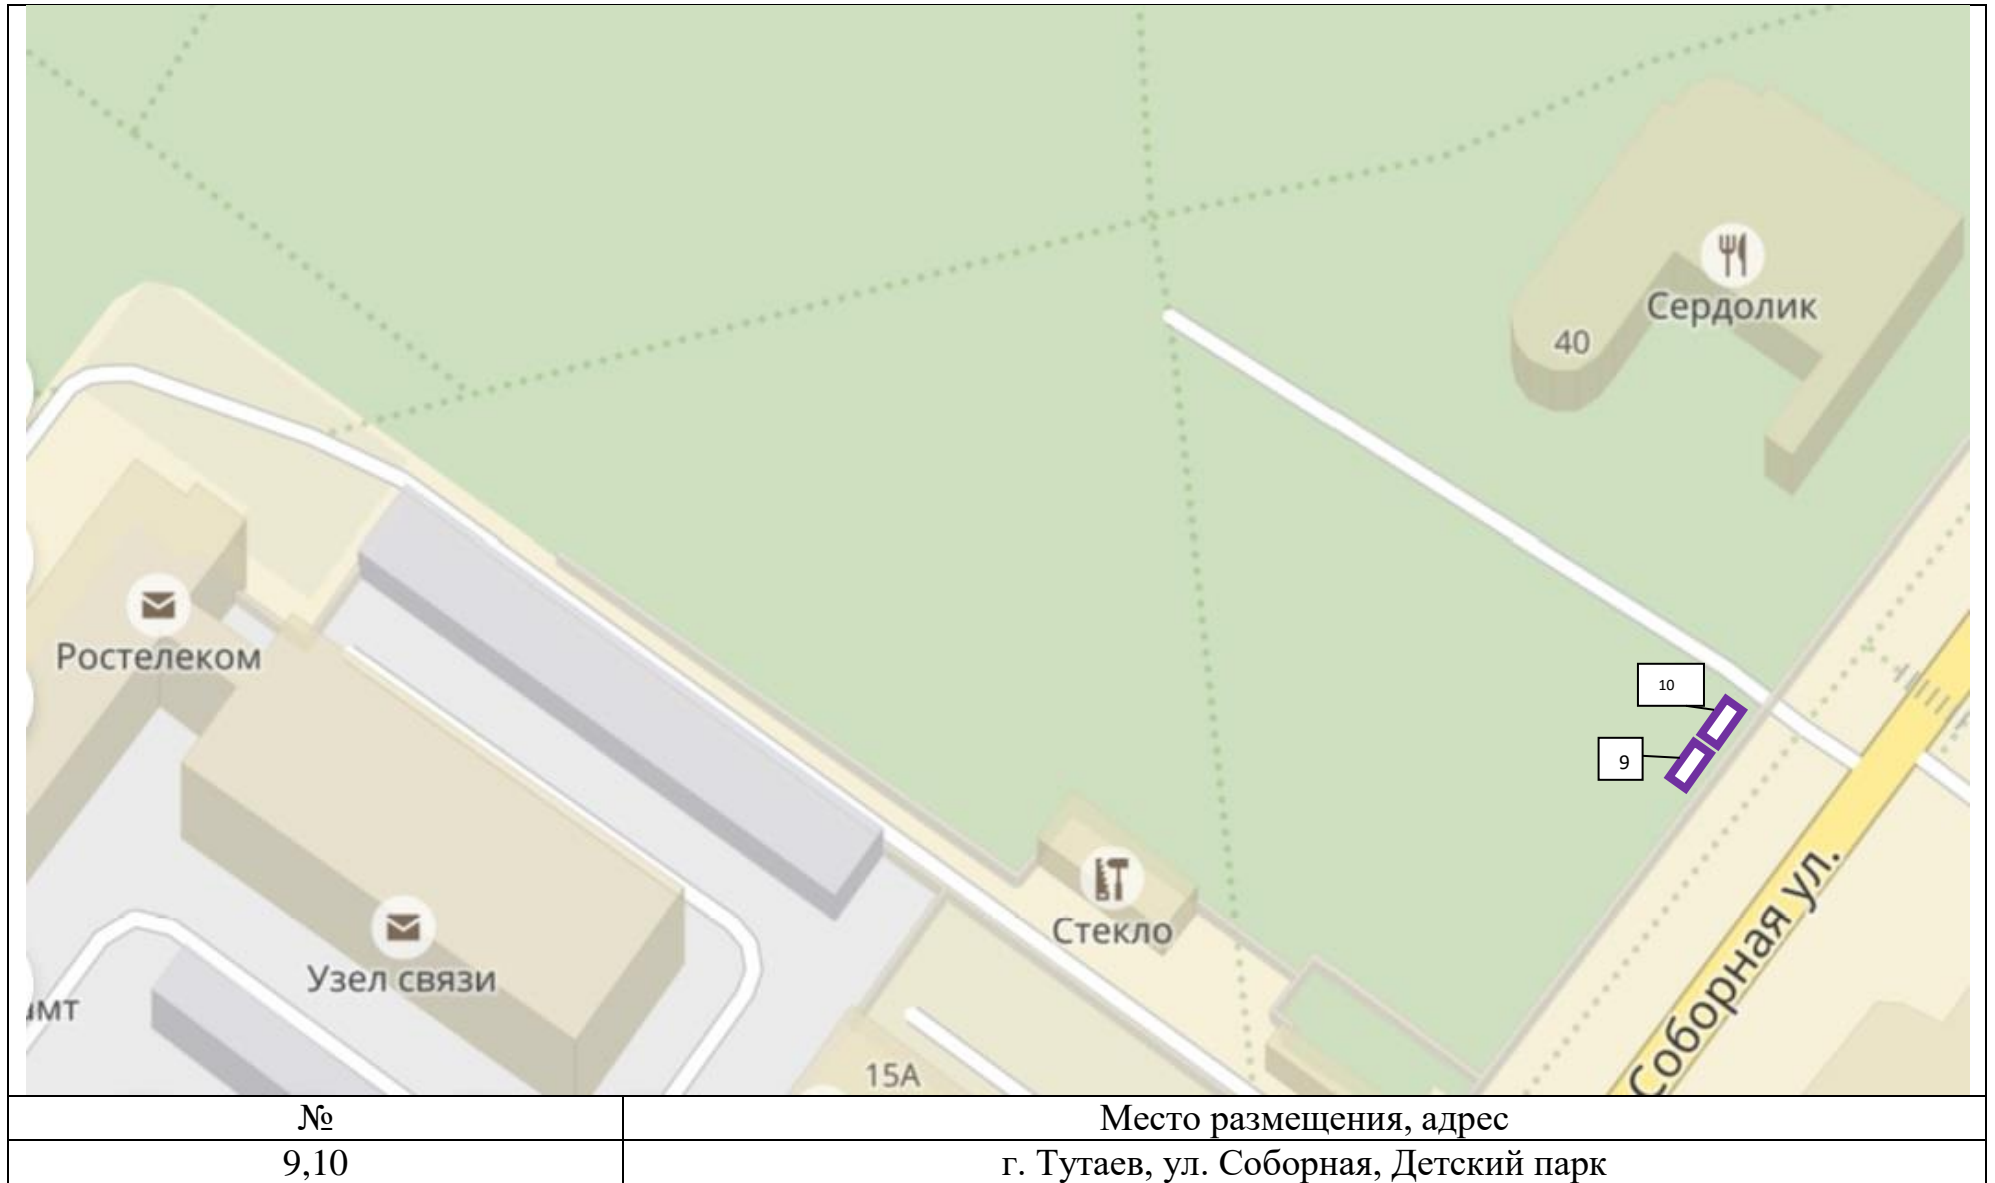 Сердолик
40
Ростелеком
10
9
Стекло
Узел связи
амт
Соборная ул.
15А
№ Место размещения, адрес
9,10 г. Тутаев, ул. Соборная, Детский парк